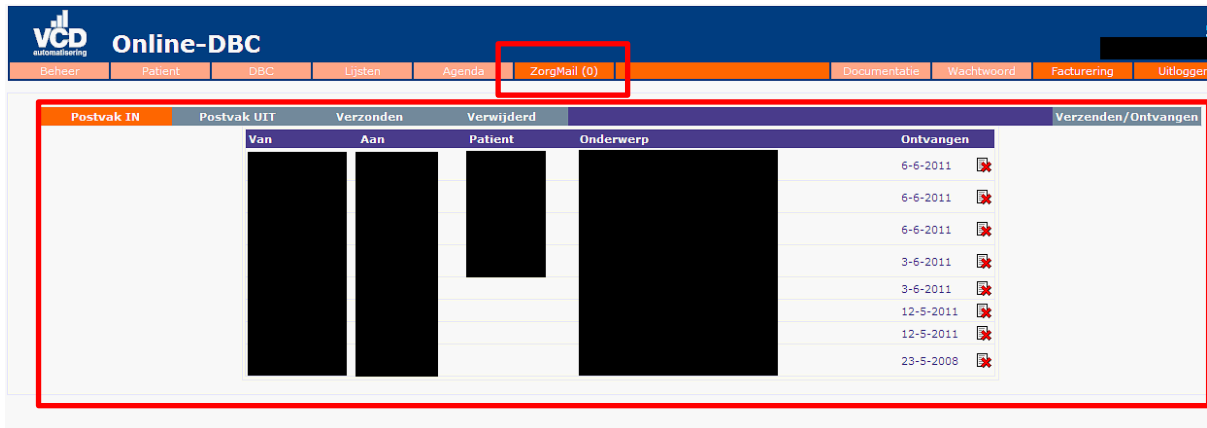 VCD
automatisering
Online-DBC
Beheer Patient DBC Lijsten Agenda ZorgMail (0) Documentatie Wachtwoord Facturering Uitloggen
Postvak IN Postvak UIT Verzonden Verwijderd Verzenden/Ontvangen
Van Aan Patient Onderwerp Ontvangen
6-6-2011
6-6-2011
6-6-2011
3-6-2011
3-6-2011
12-5-2011
12-5-2011
23-5-2008